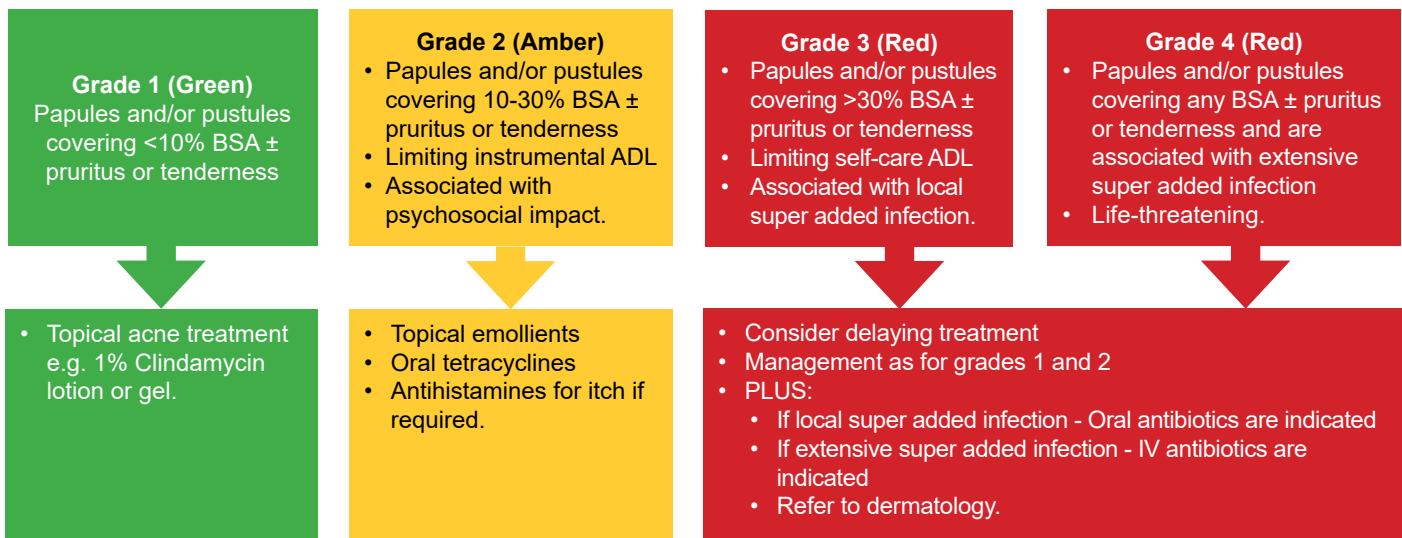 Grade 1 (Green)
Papules and/or pustules
covering <10% BSA ±
pruritus or tenderness
Grade 2 (Amber)
• Papules and/or pustules
covering 10-30% BSA ±
pruritus or tenderness
• Limiting instrumental ADL
• Associated with
psychosocial impact.
Grade 3 (Red)
• Papules and/or pustules
covering >30% BSA ±
pruritus or tenderness
• Limiting self-care ADL
• Associated with local
super added infection.
Grade 4 (Red)
• Papules and/or pustules
covering any BSA ± pruritus
or tenderness and are
associated with extensive
super added infection
• Life-threatening.
• Topical acne treatment
e.g. 1% Clindamycin
lotion or gel.
• Topical emollients
• Oral tetracyclines
• Antihistamines for itch if
required.
• Consider delaying treatment
• Management as for grades 1 and 2
• PLUS:
• If local super added infection - Oral antibiotics are indicated
• If extensive super added infection - IV antibiotics are
indicated
• Refer to dermatology.